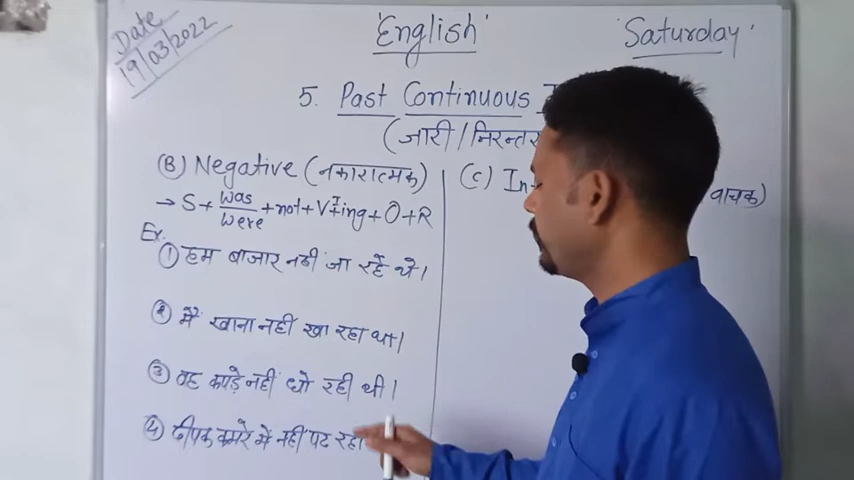 Date
19/03/2022
'English'
'Saturday'
5. Past Continuous
(जारी/निरन्तर
(B) Negative (नकारात्मक)
(C) In
वाचक)
→ S + was/were + not + V I + ing + O + R
Ex.
① हम बाजार नहीं जा रहे थे।
② मैं खाना नहीं खा रहा था।
③ वह कपड़े नहीं धो रही थी।
④ दीपक कमरे में नहीं पढ़ रहा